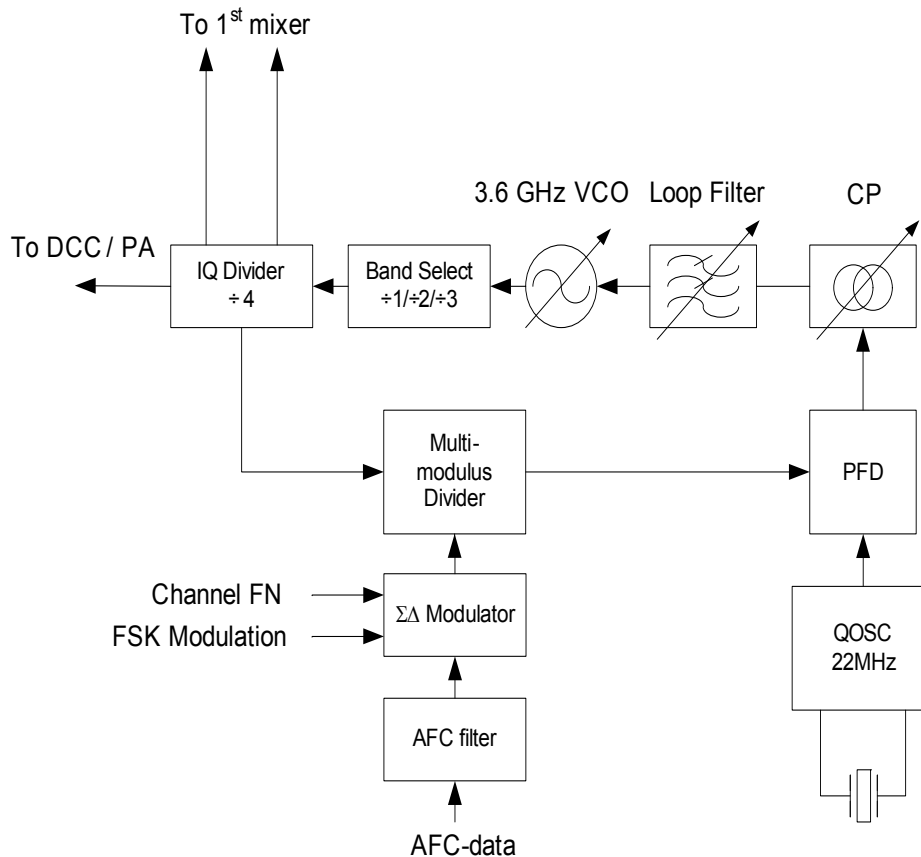 To 1st mixer
3.6 GHz VCO
Loop Filter
CP
To DCC / PA
IQ Divider
÷4
Band Select
÷1/÷2/÷3
Multi-
modulus
Divider
PFD
Channel FN
FSK Modulation
ΣΔ Modulator
QOSC
22MHz
AFC filter
AFC-data